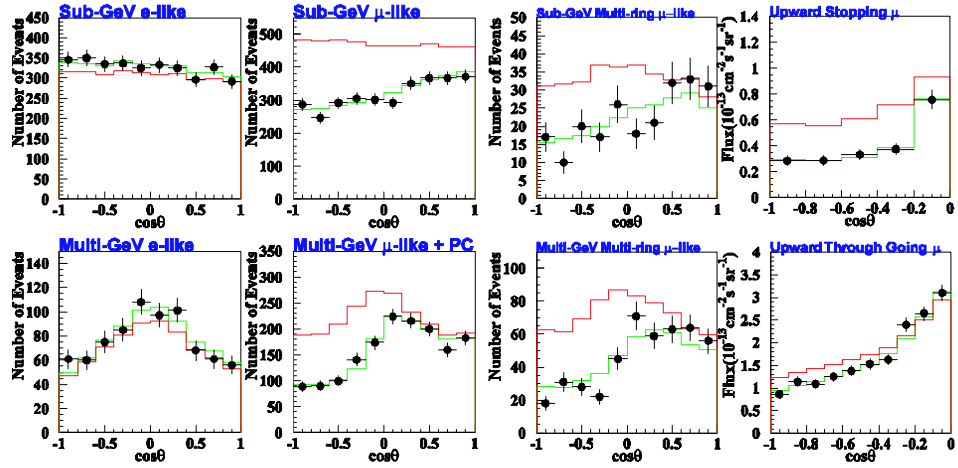 Sub-GeV e-like
Number of Events
450
400
350
300
250
200
150
100
50
0
-1 -0.5 0 0.5 1
cosθ
Sub-GeV μ-like
Number of Events
500
400
300
200
100
0
-1 -0.5 0 0.5 1
cosθ
Sub-GeV Multi-ring μ-like
Number of Events
50
45
40
35
30
25
20
15
10
5
0
-1 -0.5 0 0.5 1
cosθ
Upward Stopping μ
Flux(10⁻¹³cm⁻²s⁻¹sr⁻¹)
1.4
1.2
1
0.8
0.6
0.4
0.2
0
-1 -0.8 -0.6 -0.4 -0.2 0
cosθ
Multi-GeV e-like
Number of Events
140
120
100
80
60
40
20
0
-1 -0.5 0 0.5 1
cosθ
Multi-GeV μ-like + PC
Number of Events
350
300
250
200
150
100
50
0
-1 -0.5 0 0.5 1
cosθ
Multi-GeV Multi-ring μ-like
Number of Events
100
80
60
40
20
0
-1 -0.5 0 0.5 1
cosθ
Upward Through Going μ
Flux(10⁻¹³cm⁻²s⁻¹sr⁻¹)
4
3.5
3
2.5
2
1.5
1
0.5
0
-1 -0.8 -0.6 -0.4 -0.2 0
cosθ